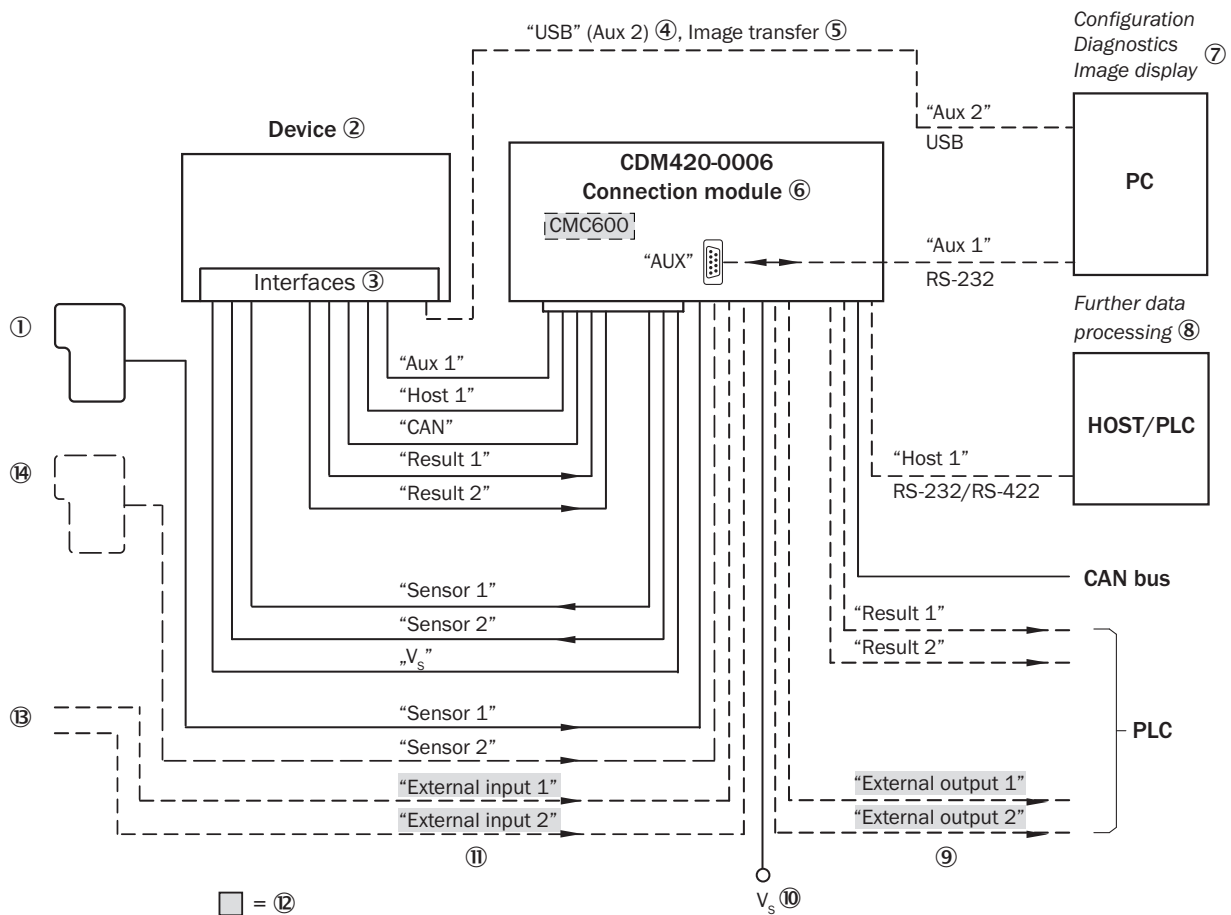 “USB” (Aux 2) ④, Image transfer ⑤
Configuration
Diagnostics
Image display ⑦
Device ②
“Aux 2”
USB
CDM420-0006
Connection module ⑥
PC
CMC600
“AUX”
“Aux 1”
RS-232
Interfaces ③
Further data
processing ⑧
①
“Aux 1”
“Host 1”
“CAN”
HOST/PLC
“Result 1”
“Host 1”
RS-232/RS-422
⑭
“Result 2”
CAN bus
“Sensor 1”
“Result 1”
“Sensor 2”
“Result 2”
„Vs”
⑬
“Sensor 1”
PLC
“Sensor 2”
“External input 1”
“External output 1”
“External input 2”
“External output 2”
⑪
⑨
= ⑫
Vs ⑩